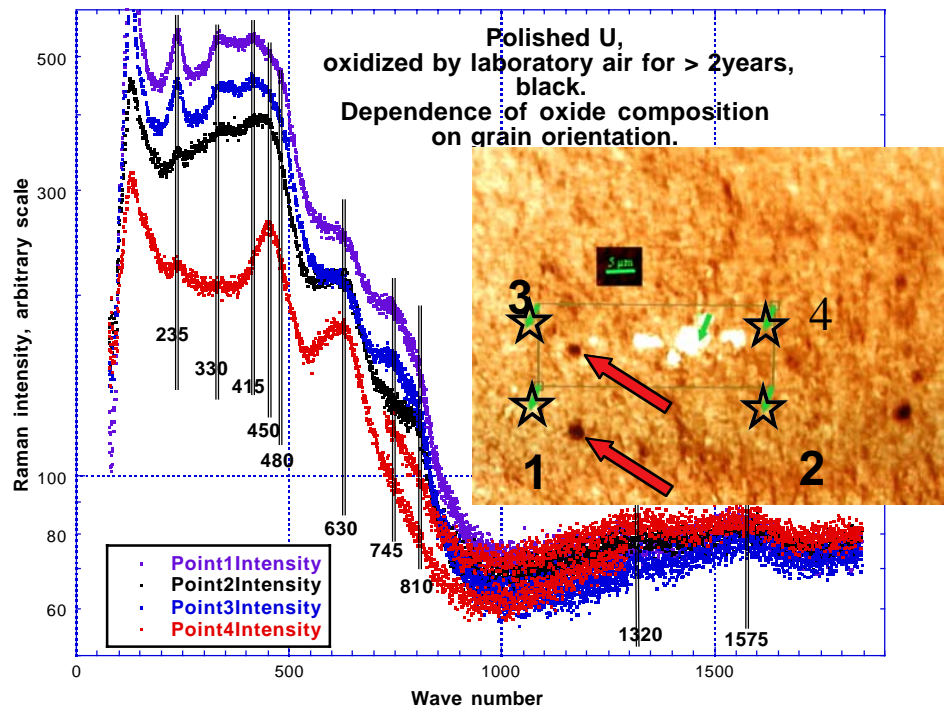 Polished U,
oxidized by laboratory air for > 2years,
black.
Dependence of oxide composition
on grain orientation.
Raman intensity, arbitrary scale
500
300
100
80
60
235
330
415
450
480
630
745
810
1320
1575
5 μm
3
4
1
2
Point1Intensity
Point2Intensity
Point3Intensity
Point4Intensity
0
500
1000
1500
Wave number